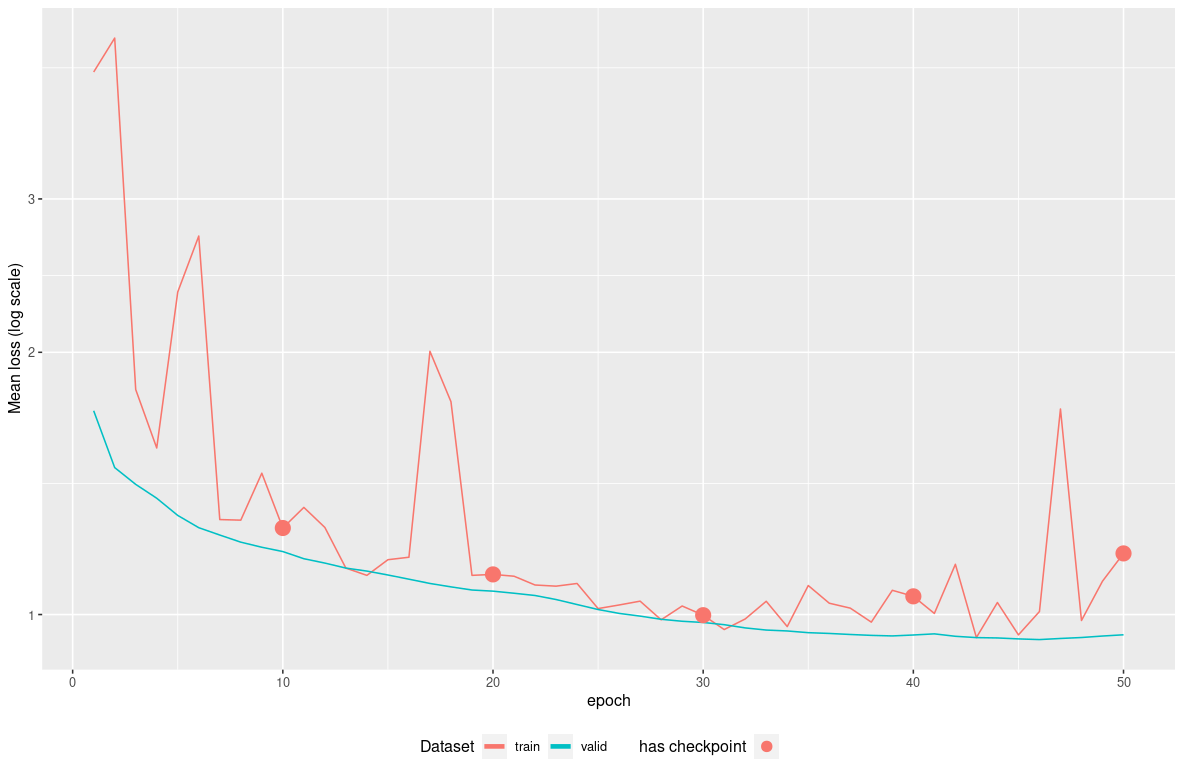 Mean loss (log scale)
3
2
1
0 10 20 30 40 50
epoch
Dataset train valid has checkpoint